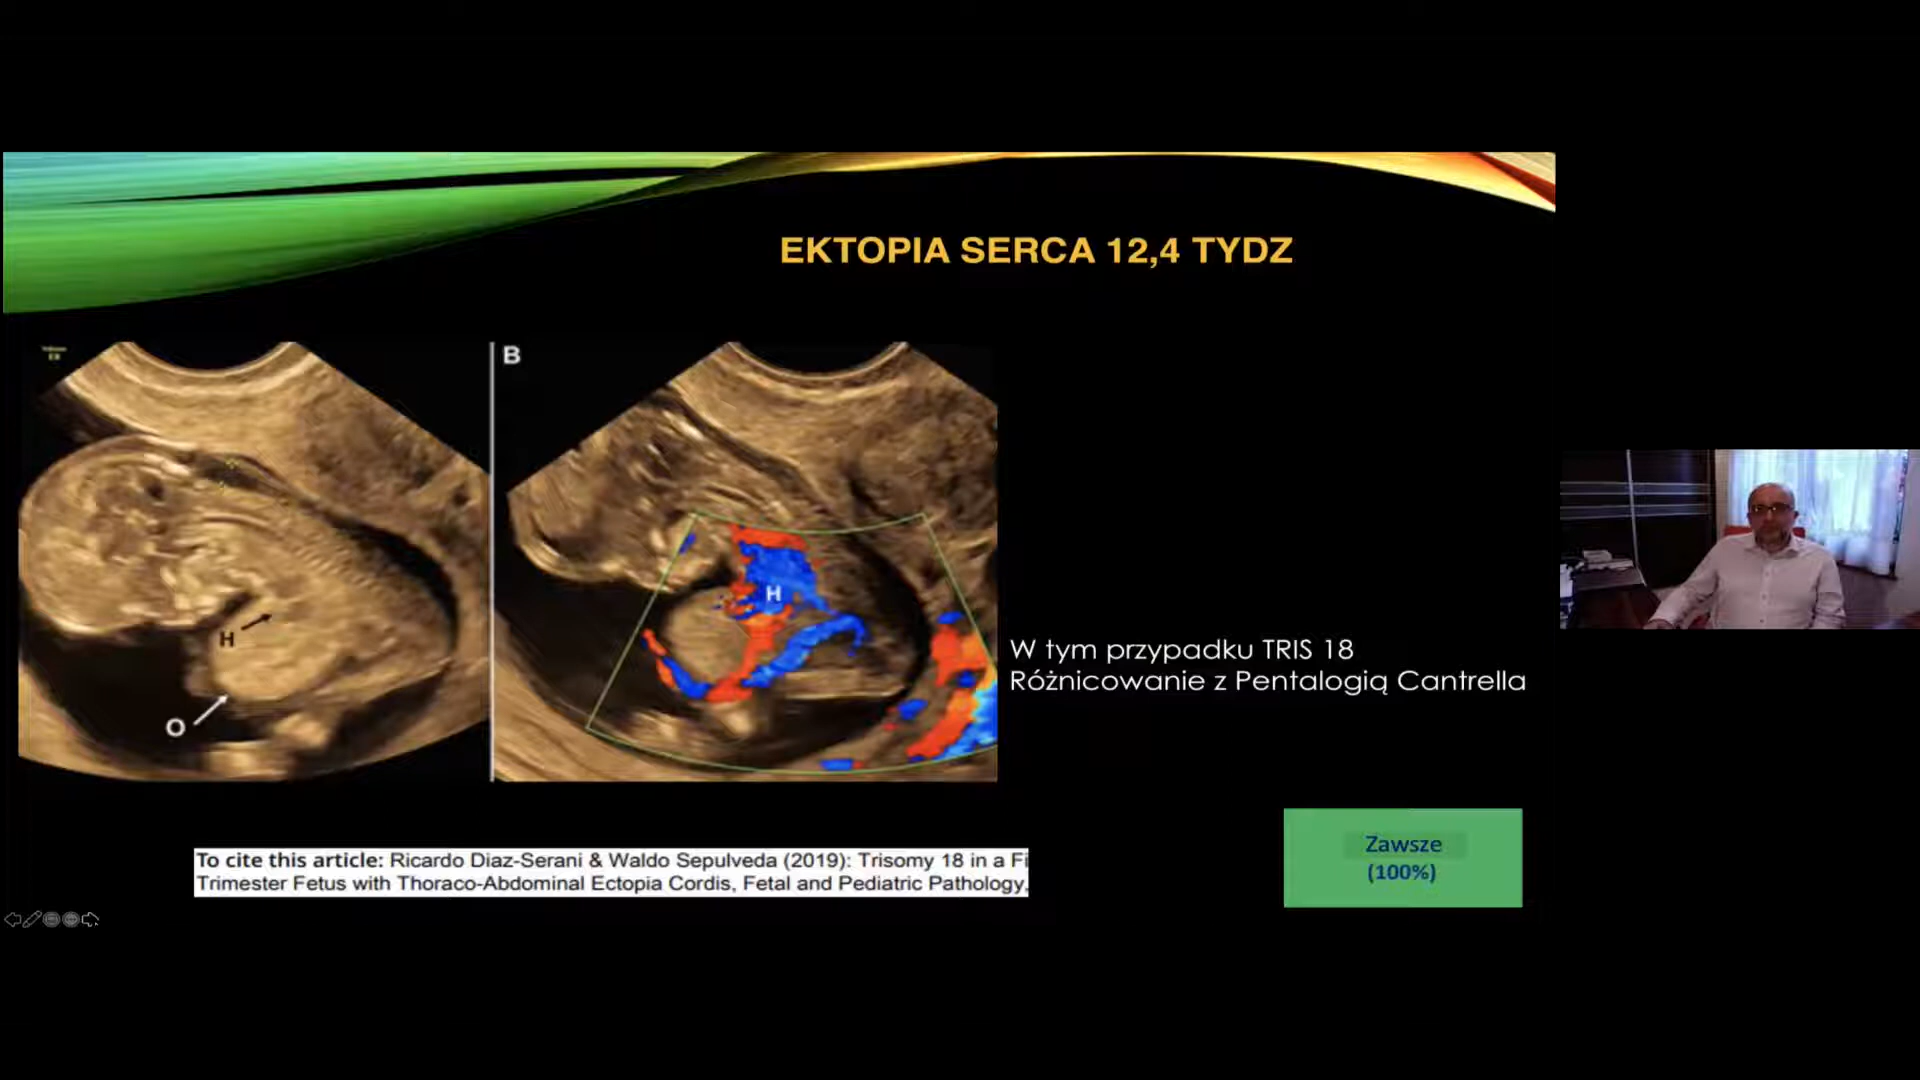 EKTOPIA SERCA 12,4 TYDZ
B
H
H
O
W tym przypadku TRIS 18
Różnicowanie z Pentalogią Cantrella
Zawsze
(100%)
To cite this article: Ricardo Diaz-Serani & Waldo Sepulveda (2019): Trisomy 18 in a Fi
Trimester Fetus with Thoraco-Abdominal Ectopia Cordis, Fetal and Pediatric Pathology,